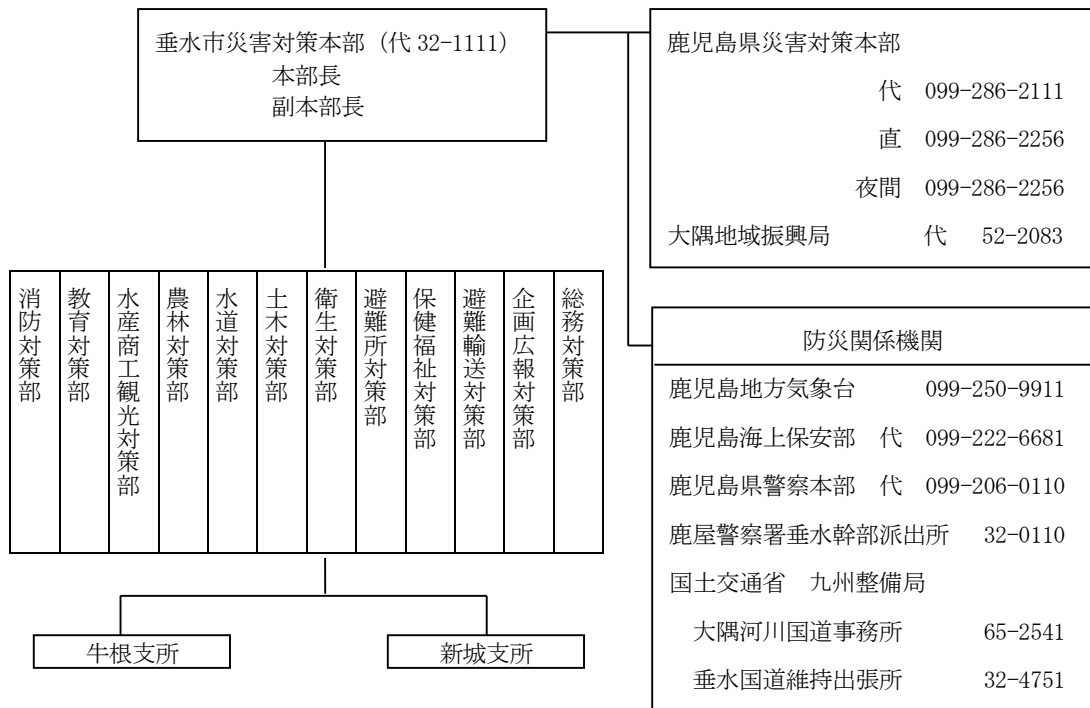 垂水市災害対策本部（代 32-1111）
本部長
副本部長
鹿児島県災害対策本部
代 099-286-2111
直 099-286-2256
夜間 099-286-2256
大隅地域振興局 代 52-2083
総務対策部
企画広報対策部
避難輸送対策部
保健福祉対策部
避難所対策部
衛生対策部
土木対策部
水道対策部
農林対策部
水産商工観光対策部
教育対策部
消防対策部
牛根支所
新城支所
防災関係機関
鹿児島地方気象台 099-250-9911
鹿児島海上保安部 代 099-222-6681
鹿児島県警察本部 代 099-206-0110
鹿屋警察署垂水幹部派出所 32-0110
国土交通省 九州整備局
大隅河川国道事務所 65-2541
垂水国道維持出張所 32-4751